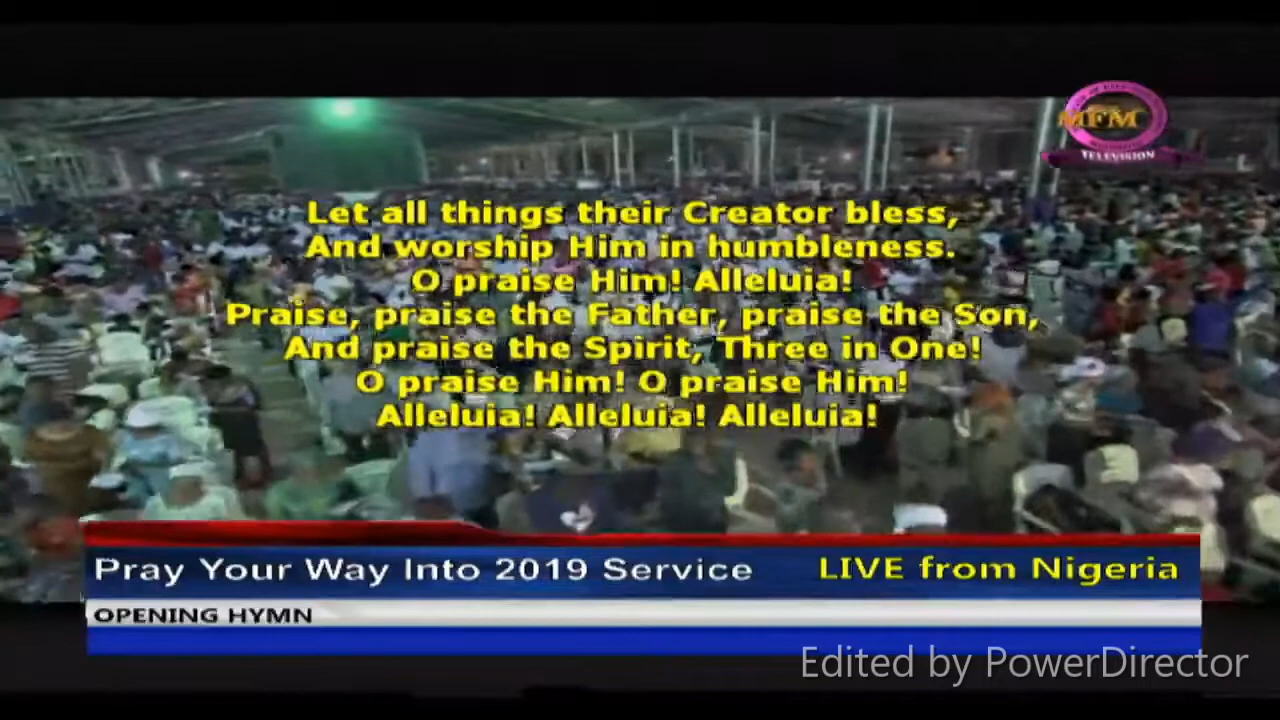 MFM
TELEVISION
Let all things their Creator bless,
And worship Him in humbleness.
O praise Him! Alleluia!
Praise, praise the Father, praise the Son,
And praise the Spirit, Three in One!
O praise Him! O praise Him!
Alleluia! Alleluia! Alleluia!
Pray Your Way Into 2019 Service LIVE from Nigeria
OPENING HYMN
Edited by PowerDirector